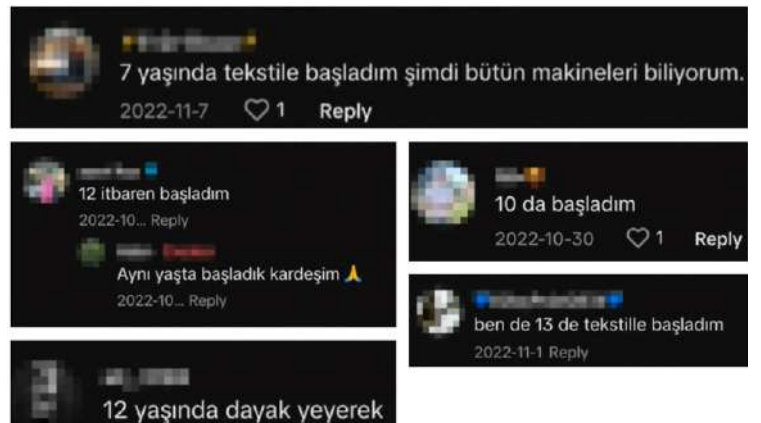 7 yaşında tekstile başladım şimdi bütün makineleri biliyorum.
2022-11-7 1 Reply
12 itbaren başladım
2022-10... Reply
Aynı yaşta başladık kardeşim 🙏
2022-10... Reply
10 da başladım
2022-10-30 1 Reply
ben de 13 de tekstille başladım
2022-11-1 Reply
12 yaşında dayak yeyerek